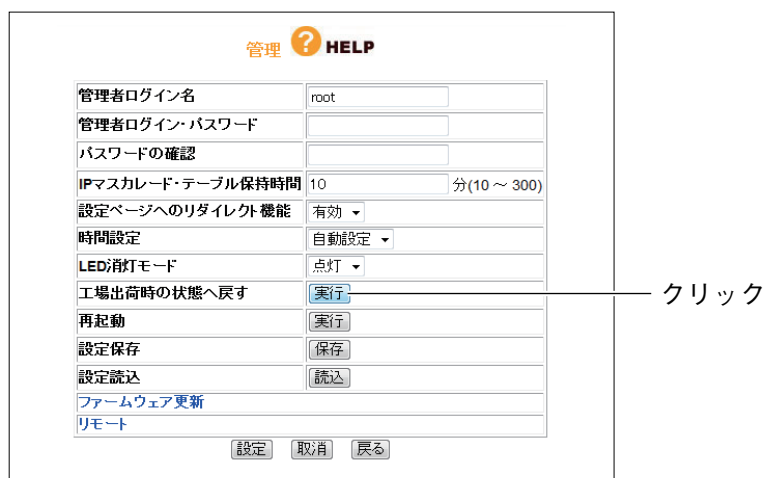 管理 ? HELP
管理者ログイン名 root
管理者ログイン・パスワード
パスワードの確認
IPマスカレード・テーブル保持時間 10 分(10 ～ 300)
設定ページへのリダイレクト機能 有効
時間設定 自動設定
LED消灯モード 点灯
工場出荷時の状態へ戻す 実行 クリック
再起動 実行
設定保存 保存
設定読込 読込
ファームウェア更新
リモート
設定 取消 戻る